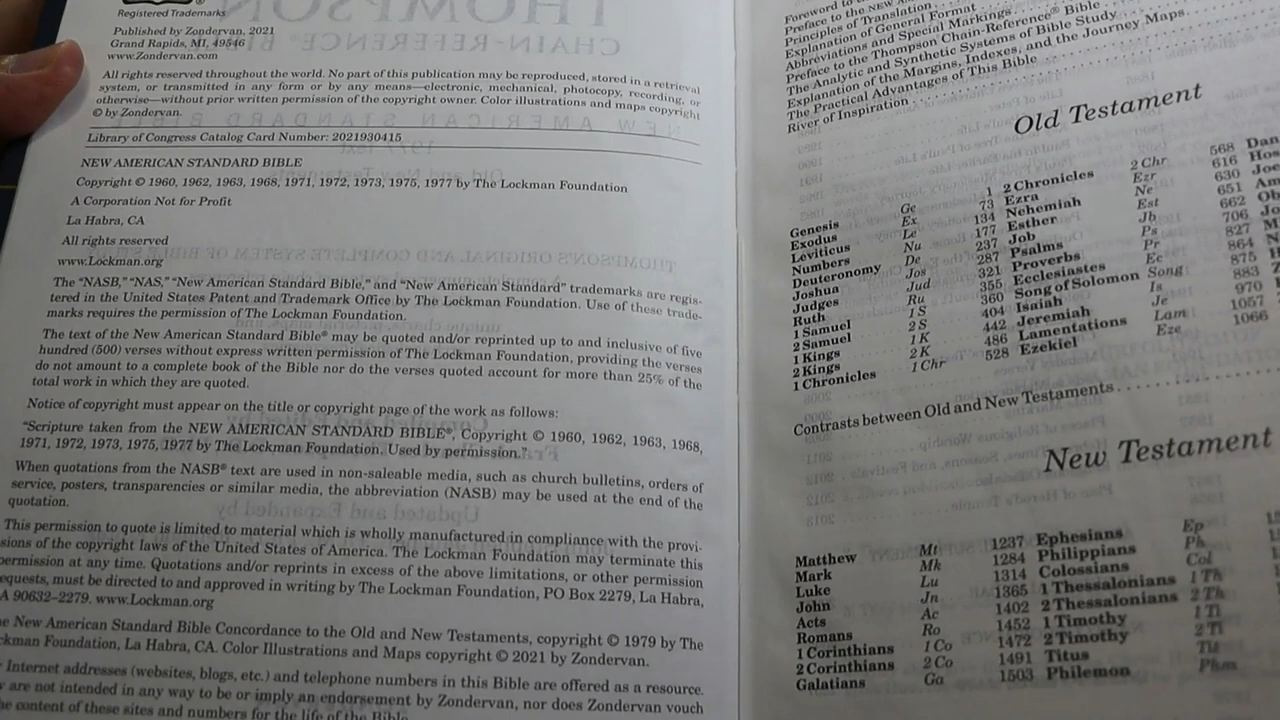 Registered Trademarks
Published by Zondervan, 2021
Grand Rapids, MI, 49546
www.Zondervan.com
All rights reserved throughout the world. No part of this publication may be reproduced, stored in a retrieval
system, or transmitted in any form or by any means—electronic, mechanical, photocopy, recording, or
otherwise—without prior written permission of the copyright owner. Color illustrations and maps copyright
© by Zondervan.
Library of Congress Catalog Card Number: 2021930415
NEW AMERICAN STANDARD BIBLE
Copyright © 1960, 1962, 1963, 1968, 1971, 1972, 1973, 1975, 1977 by The Lockman Foundation
A Corporation Not for Profit
La Habra, CA
All rights reserved
www.Lockman.org
The "NASB," "NAS," "New American Standard Bible," and "New American Standard" trademarks are regis-
tered in the United States Patent and Trademark Office by The Lockman Foundation. Use of these trade-
marks requires the permission of The Lockman Foundation.
The text of the New American Standard Bible® may be quoted and/or reprinted up to and inclusive of five
hundred (500) verses without express written permission of The Lockman Foundation, providing the verses
do not amount to a complete book of the Bible nor do the verses quoted account for more than 25% of the
total work in which they are quoted.
Notice of copyright must appear on the title or copyright page of the work as follows:
"Scripture taken from the NEW AMERICAN STANDARD BIBLE®, Copyright © 1960, 1962, 1963, 1968,
1971, 1972, 1973, 1975, 1977 by The Lockman Foundation. Used by permission."
When quotations from the NASB® text are used in non-saleable media, such as church bulletins, orders of
service, posters, transparencies or similar media, the abbreviation (NASB) may be used at the end of the
quotation.
This permission to quote is limited to material which is wholly manufactured in compliance with the provi-
sions of the copyright laws of the United States of America. The Lockman Foundation may terminate this
permission at any time. Quotations and/or reprints in excess of the above limitations, or other permission
equests, must be directed to and approved in writing by The Lockman Foundation, PO Box 2279, La Habra,
A 90632–2279. www.Lockman.org
e New American Standard Bible Concordance to the Old and New Testaments, copyright © 1979 by The
ckman Foundation, La Habra, CA. Color Illustrations and Maps copyright © 2021 by Zondervan.
Internet addresses (websites, blogs, etc.) and telephone numbers in this Bible are offered as a resource.
are not intended in any way to be or imply an endorsement by Zondervan, nor does Zondervan vouch
e content of these sites and numbers for the life of the Bible.
Foreword to
Preface to the NEW
Principles of Translation
Explanation of General Format
Abbreviations and Special Markings
Preface to the Thompson Chain-Reference® Bible
The Analytic and Synthetic Systems of Bible Study
Explanation of the Margins, Indexes, and the Journey Maps
The Practical Advantages of This Bible
River of Inspiration
Old Testament
Genesis Ge 1 2 Chronicles 2 Chr 568 Dan
Exodus Ex 73 Ezra Ezr 616 Hos
Leviticus Le 134 Nehemiah Ne 630 Joe
Numbers Nu 177 Esther Est 651 Am
Deuteronomy De 237 Job Jb 662 Ob
Joshua Jos 287 Psalms Ps 706 Jo
Judges Jud 321 Proverbs Pr 827 M
Ruth Ru 355 Ecclesiastes Ec 864 N
1 Samuel 1 S 360 Song of Solomon Song 875 H
2 Samuel 2 S 404 Isaiah Is 883 Z
1 Kings 1 K 442 Jeremiah Je 970
2 Kings 2 K 486 Lamentations Lam 1057
1 Chronicles 1 Chr 528 Ezekiel Eze 1066
Contrasts between Old and New Testaments
New Testament
Matthew Mt 1237 Ephesians Ep
Mark Mk 1284 Philippians Ph
Luke Lu 1314 Colossians Col
John Jn 1365 1 Thessalonians 1 Th
Acts Ac 1402 2 Thessalonians 2 Th
Romans Ro 1452 1 Timothy 1 Ti
1 Corinthians 1 Co 1472 2 Timothy 2 Ti
2 Corinthians 2 Co 1491 Titus Tit
Galatians Ga 1503 Philemon Phm